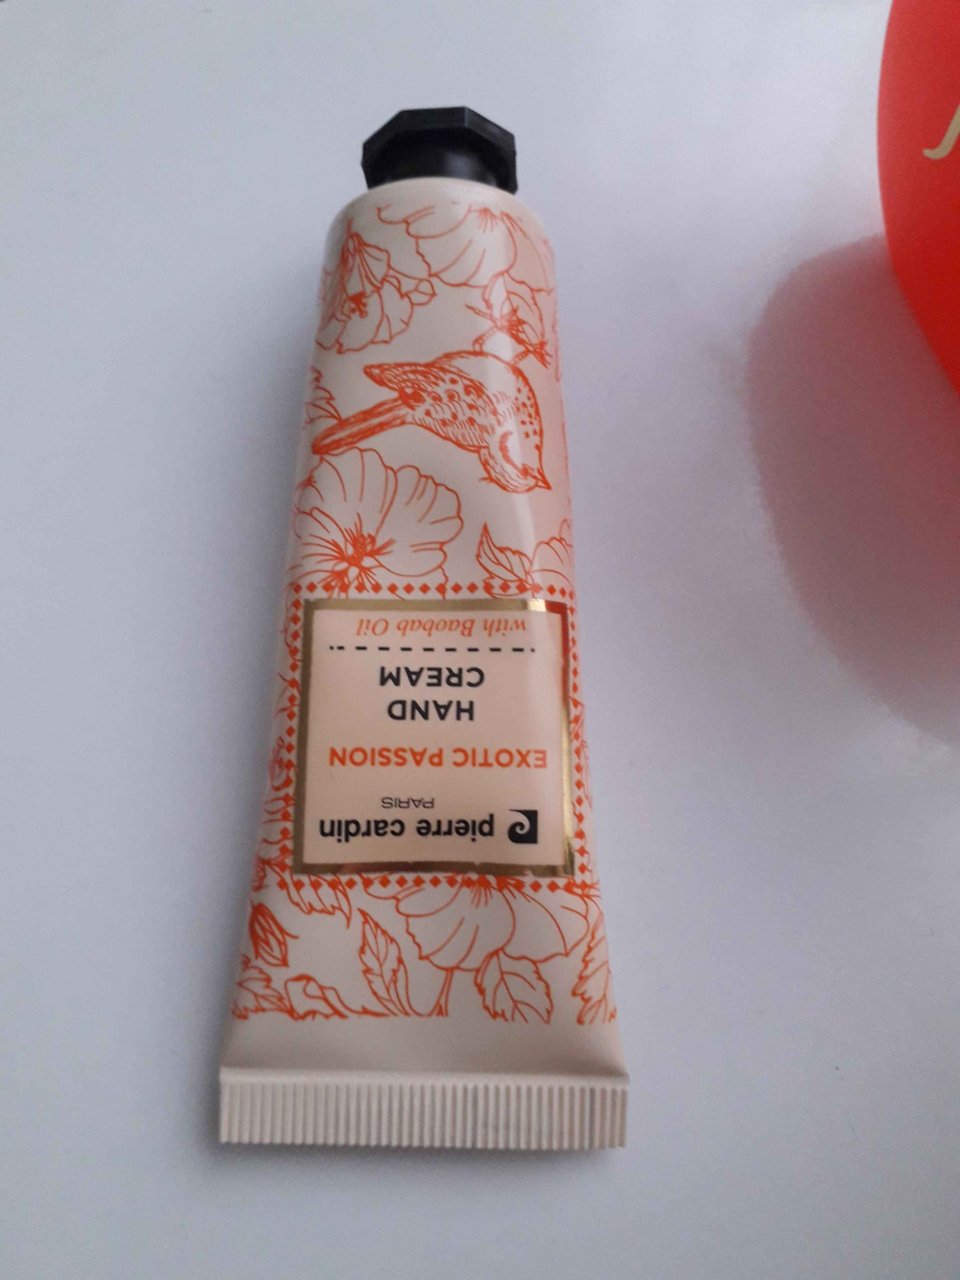 pierre cardin
PARIS
EXOTIC PASSION
HAND
CREAM
with Baobab Oil